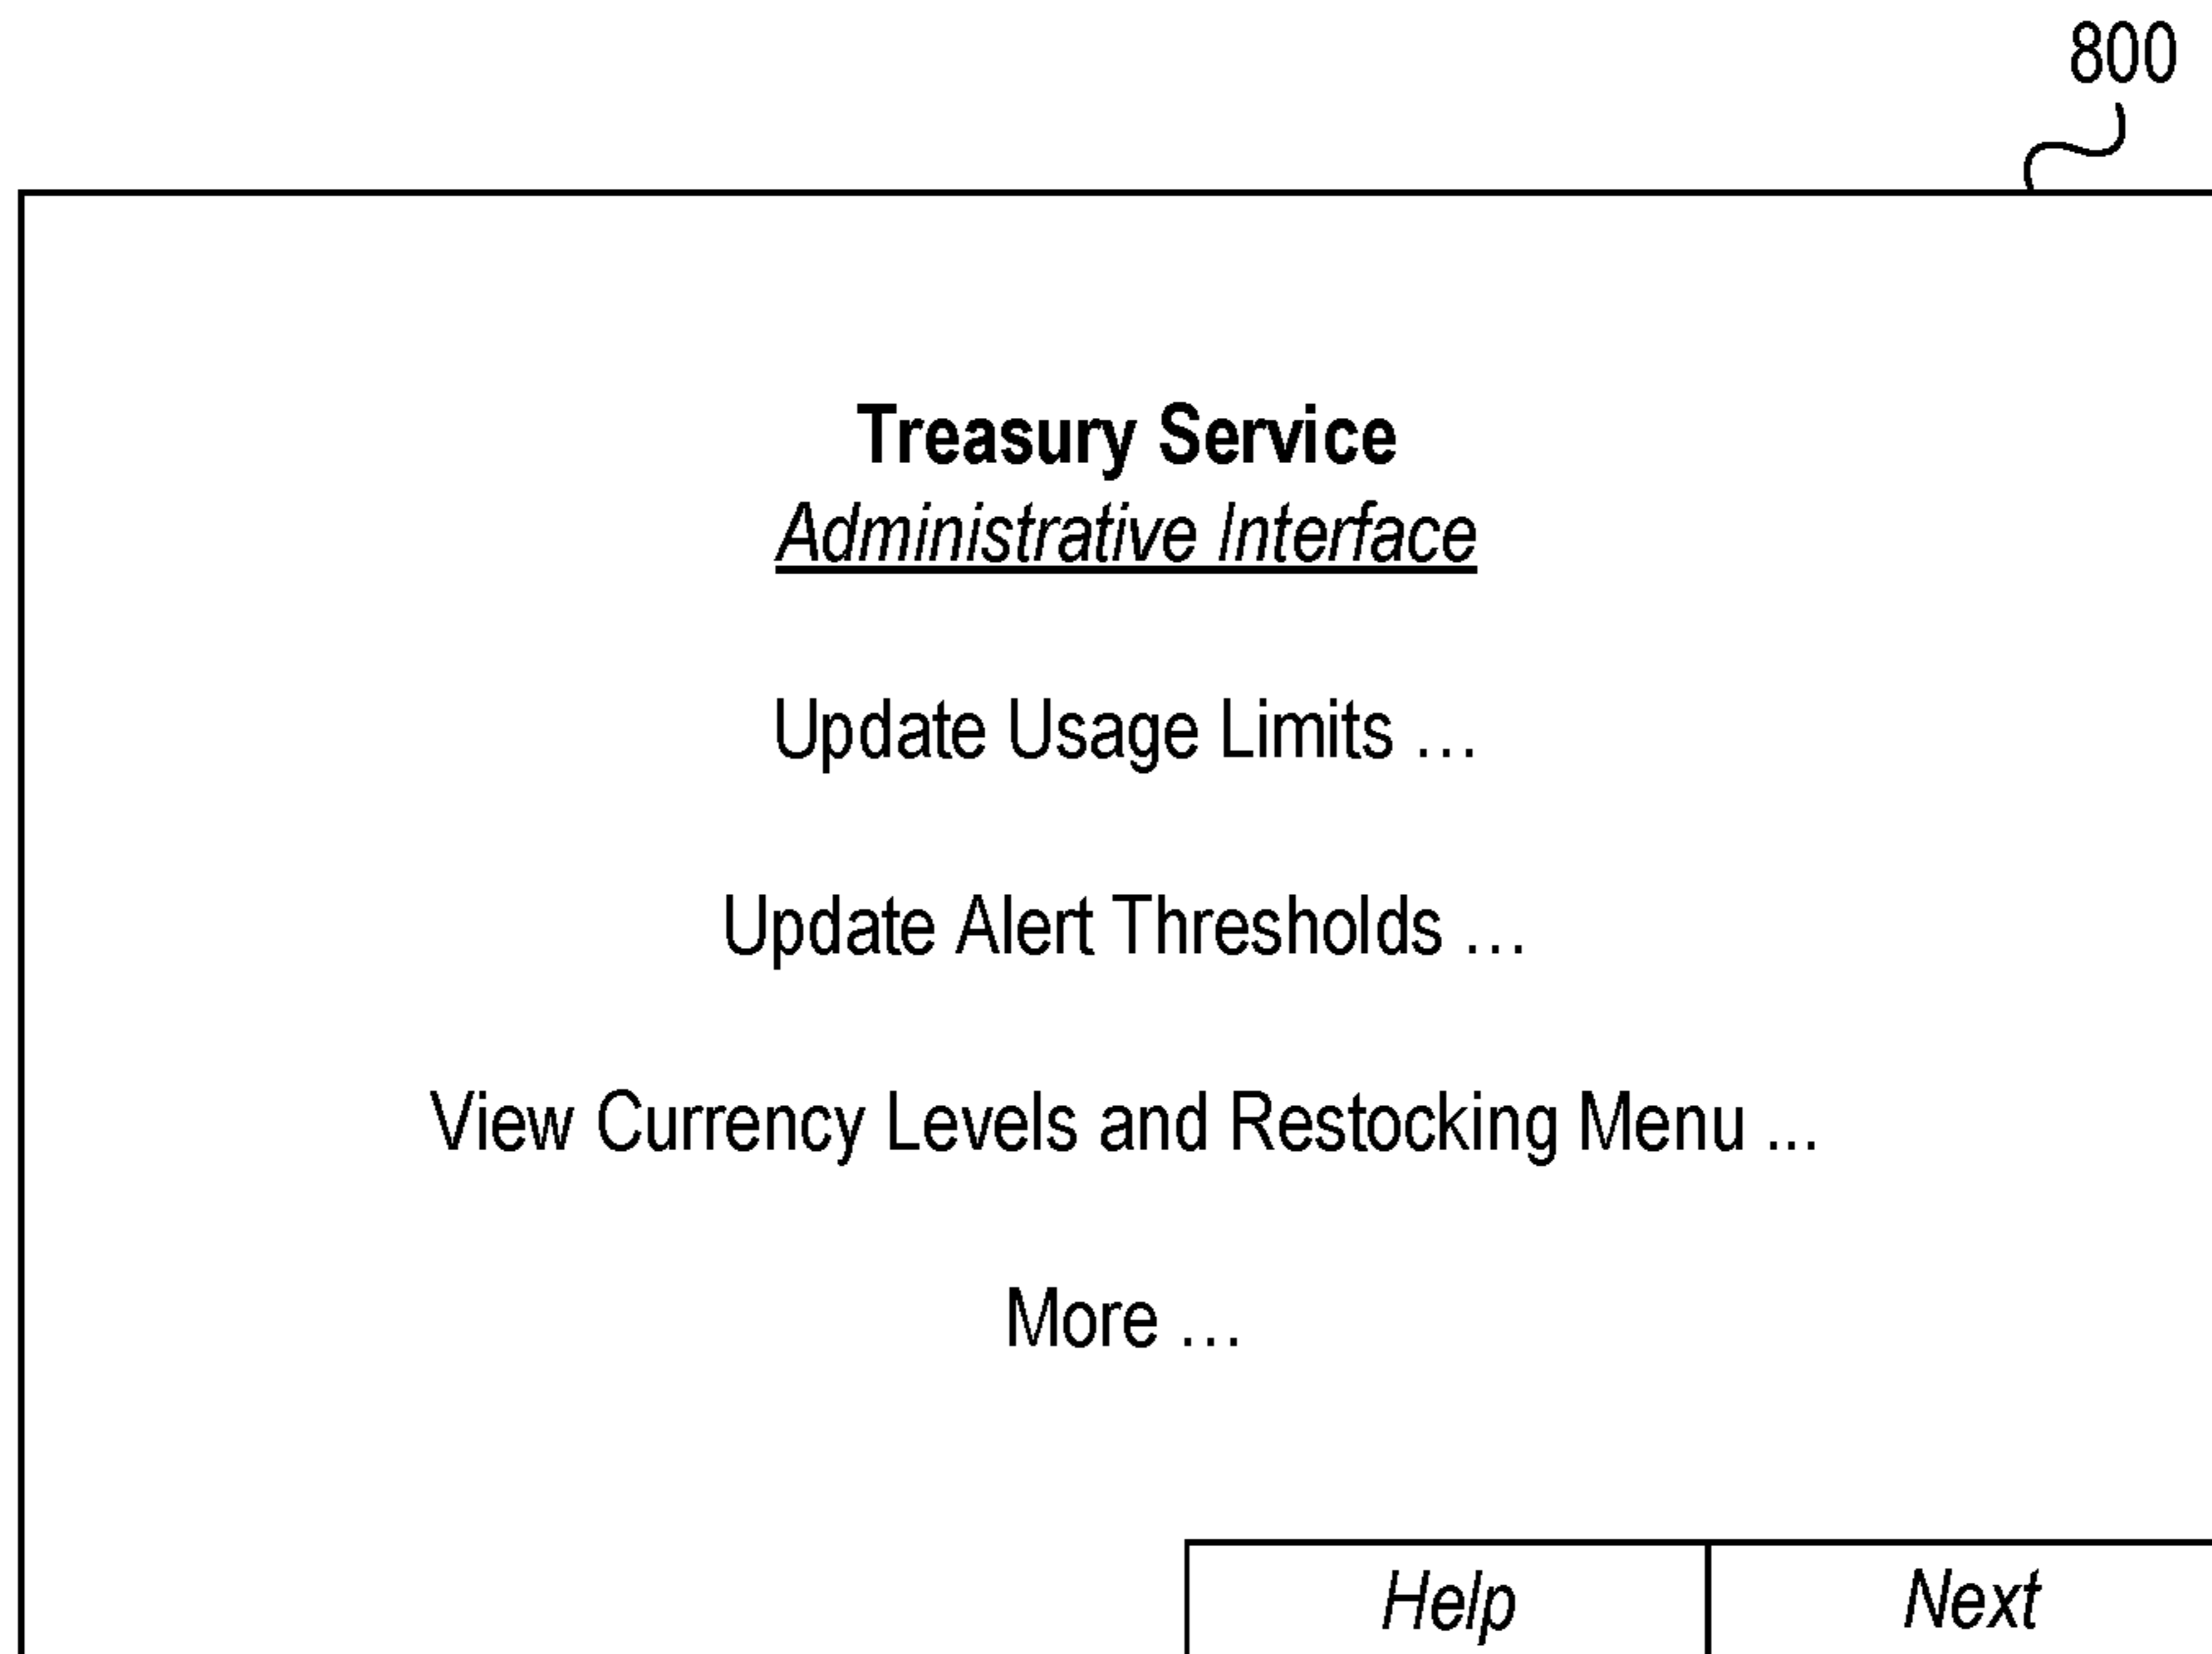 800
Treasury Service
Administrative Interface
Update Usage Limits ...
Update Alert Thresholds ...
View Currency Levels and Restocking Menu ...
More ...
Help
Next